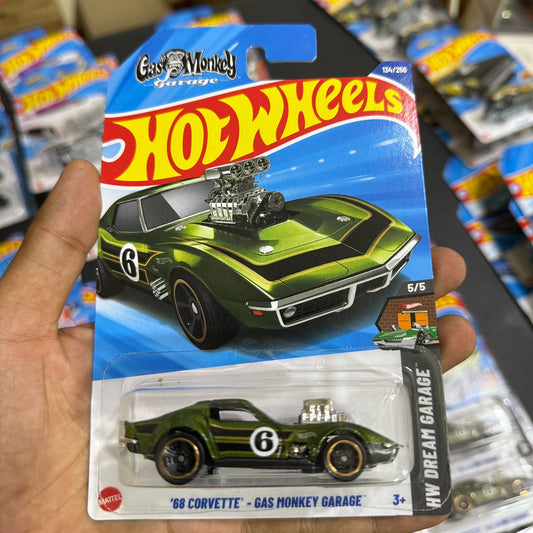 Gas Monkey
garage
134/250
HOT WHEELS
6
5/5
HW DREAM GARAGE
6
MATTEL
'68 CORVETTE - GAS MONKEY GARAGE
3+